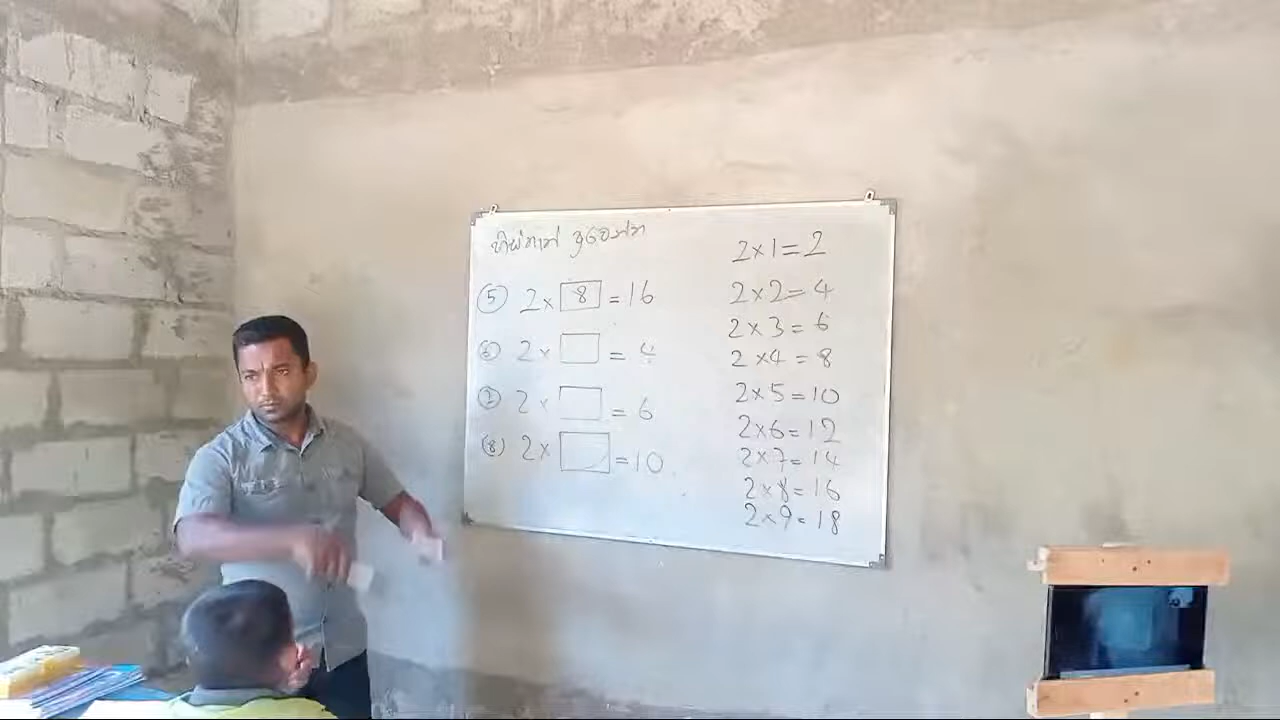 හිස්තැන් පුරවන්න
⑤ 2 × 8 = 16
⑥ 2 × = 4
⑦ 2 × = 6
⑧ 2 × = 10
2 × 1 = 2
2 × 2 = 4
2 × 3 = 6
2 × 4 = 8
2 × 5 = 10
2 × 6 = 12
2 × 7 = 14
2 × 8 = 16
2 × 9 = 18